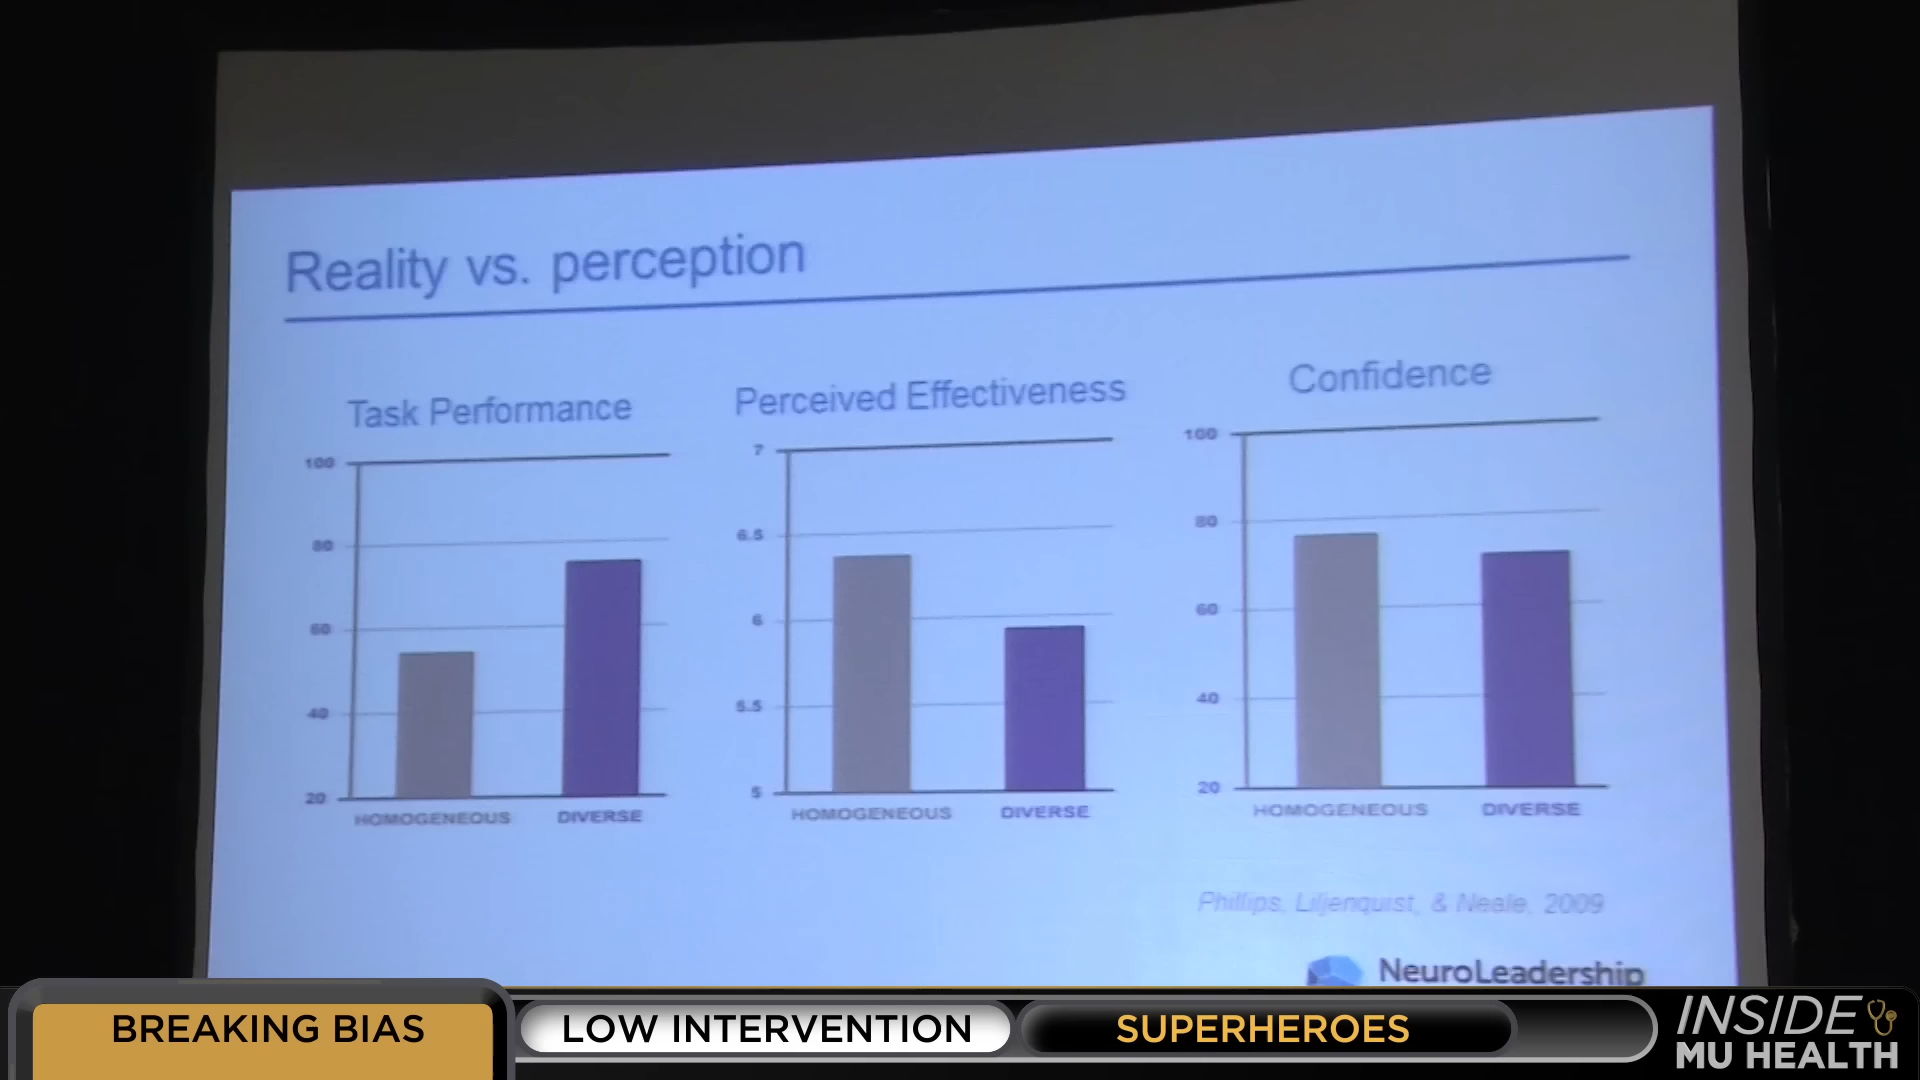 Reality vs. perception
Task Performance
100
80
60
40
20
HOMOGENEOUS DIVERSE
Perceived Effectiveness
7
6.5
6
5.5
5
HOMOGENEOUS DIVERSE
Confidence
100
80
60
40
20
HOMOGENEOUS DIVERSE
Phillips, Liljenquist, & Neale, 2009
NeuroLeadership
BREAKING BIAS
LOW INTERVENTION
SUPERHEROES
INSIDE
MU HEALTH